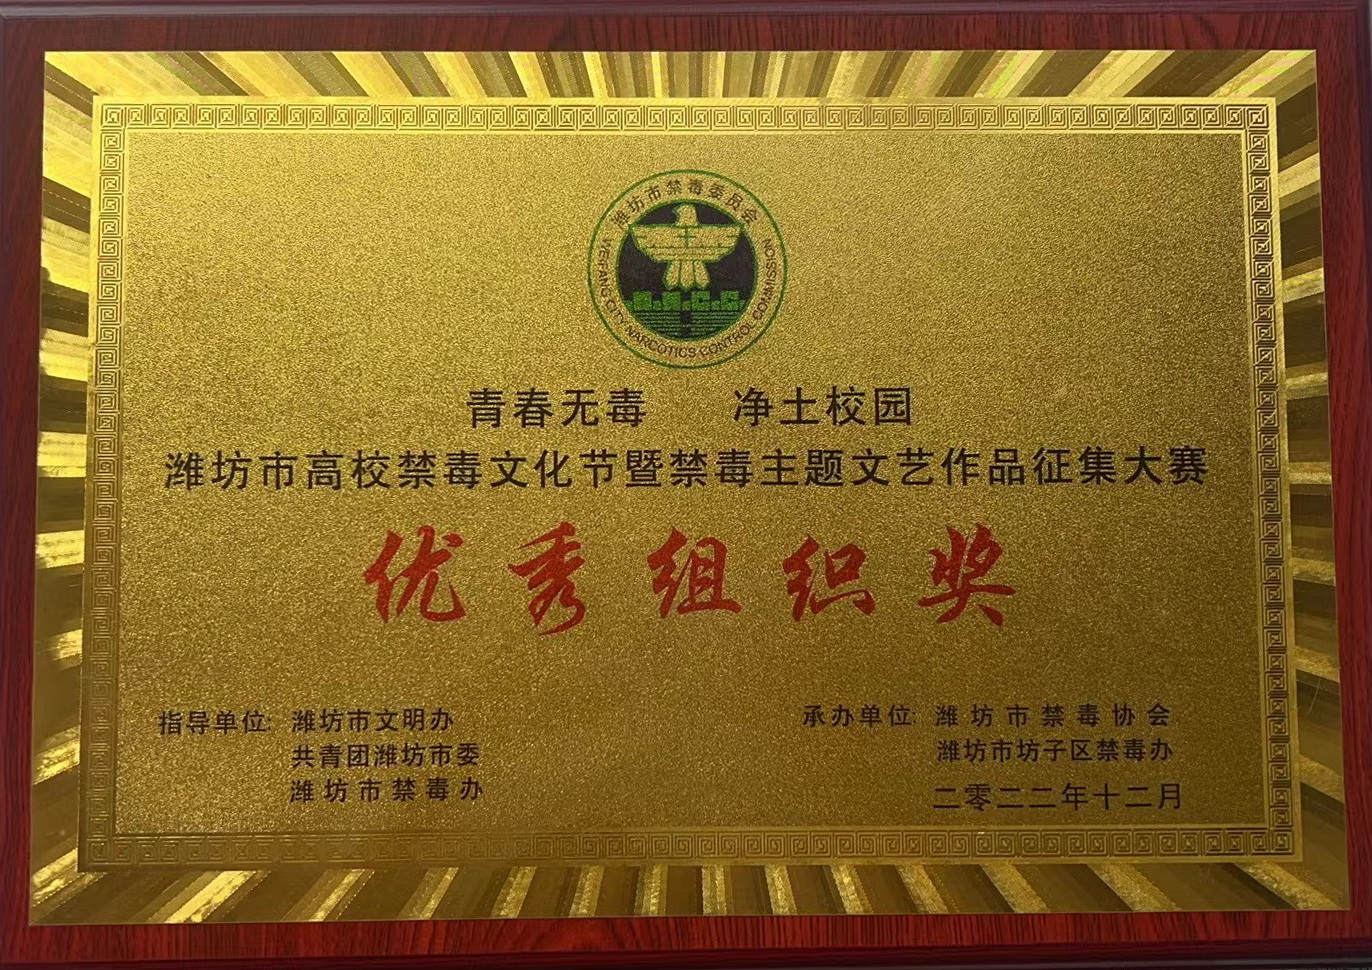 潍坊市禁毒委员会
WEIFANG CITY NARCOTICS CONTROL COMMISSION
青春无毒 净土校园
潍坊市高校禁毒文化节暨禁毒主题文艺作品征集大赛
优秀组织奖
指导单位: 潍坊市文明办
共青团潍坊市委
潍坊市禁毒办
承办单位: 潍坊市禁毒协会
潍坊市坊子区禁毒办
二零二二年十二月